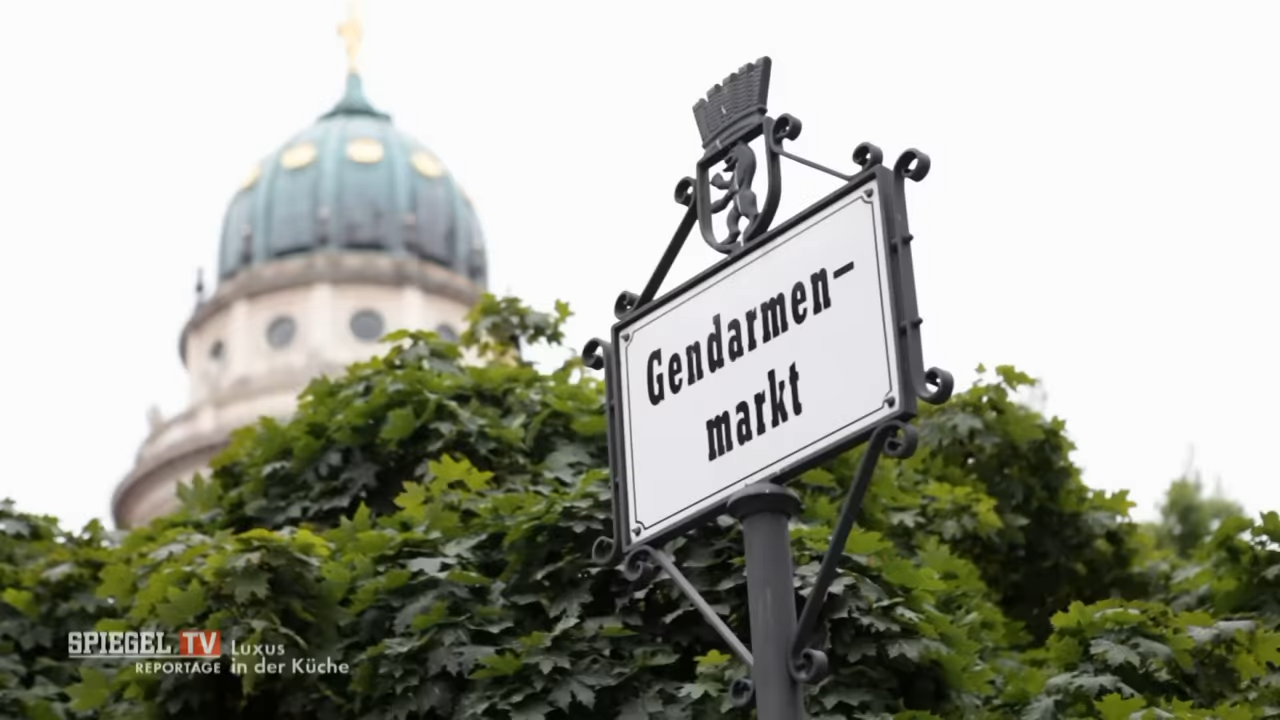 Gendarmen-
markt
SPIEGEL TV
REPORTAGE
Luxus
in der Küche